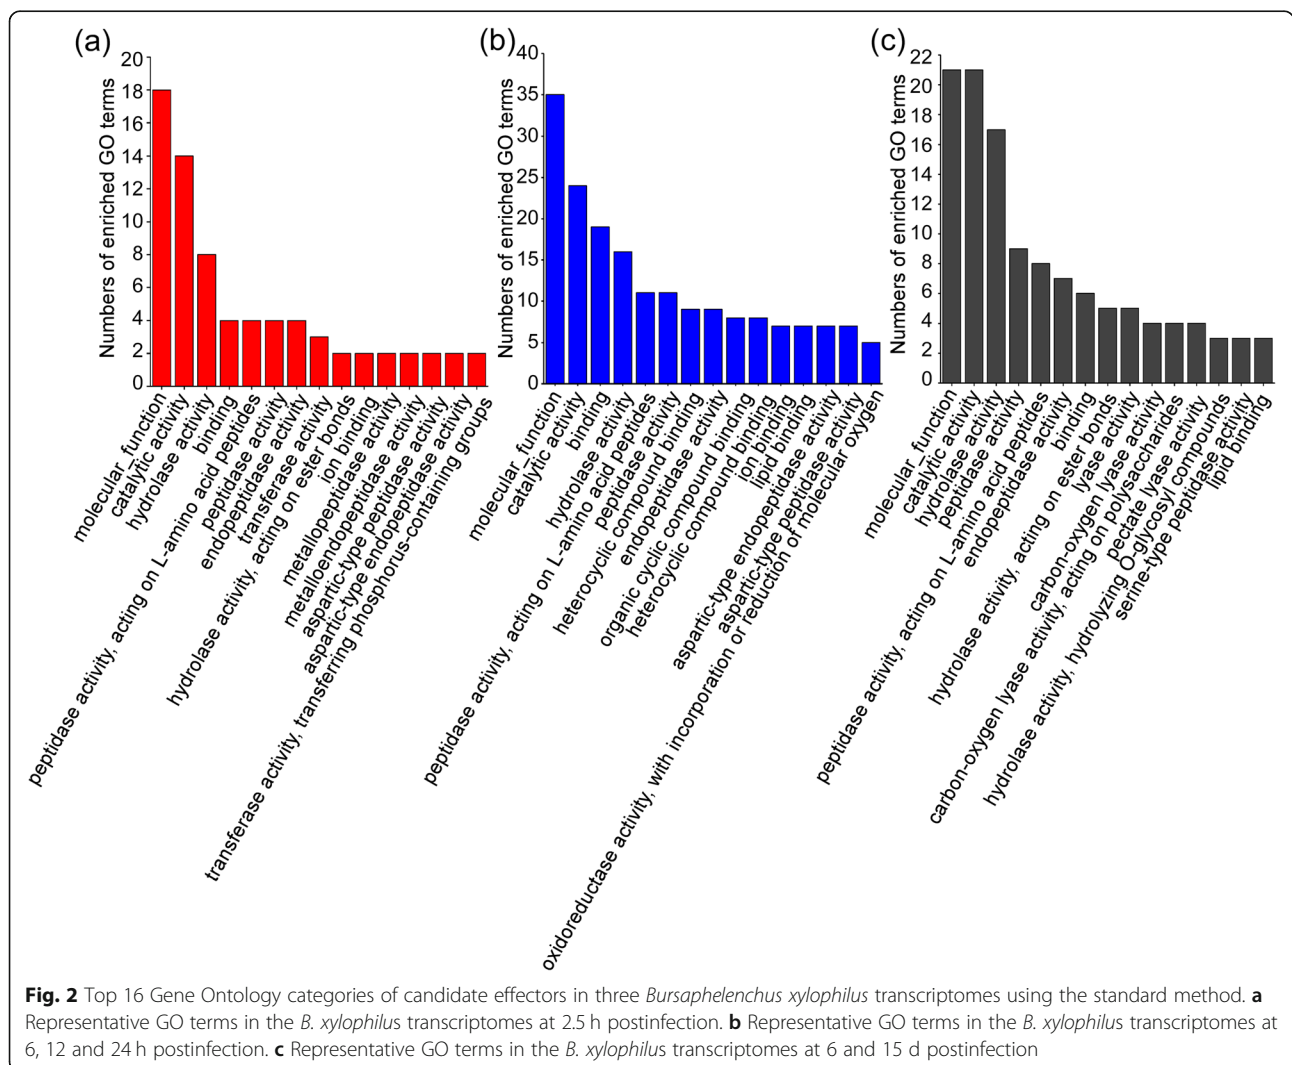 (a)
Numbers of enriched GO terms
20
18
16
14
12
10
8
6
4
2
0
molecular_function
catalytic activity
hydrolase activity
binding
peptidase activity, acting on L-amino acid peptides
peptidase activity
endopeptidase activity
transferase activity
hydrolase activity, acting on ester bonds
ion binding
metallopeptidase activity
metalloendopeptidase activity
aspartic-type peptidase activity
aspartic-type endopeptidase activity
transferase activity, transferring phosphorus-containing groups
(b)
Numbers of enriched GO terms
40
35
30
25
20
15
10
5
0
molecular_function
catalytic activity
binding
hydrolase activity
peptidase activity, acting on L-amino acid peptides
peptidase activity
heterocyclic compound binding
endopeptidase activity
organic cyclic compound binding
heterocyclic compound binding
ion binding
lipid binding
aspartic-type endopeptidase activity
aspartic-type peptidase activity
oxidoreductase activity, with incorporation or reduction of molecular oxygen
(c)
Numbers of enriched GO terms
22
20
18
16
14
12
10
8
6
4
2
0
molecular_function
catalytic activity
hydrolase activity
peptidase activity
peptidase activity, acting on L-amino acid peptides
endopeptidase activity
binding
hydrolase activity, acting on ester bonds
lyase activity
carbon-oxygen lyase activity
carbon-oxygen lyase activity, acting on polysaccharides
pectate lyase activity
hydrolase activity, hydrolyzing O-glycosyl compounds
serine-type peptidase activity
lipid binding
Fig. 2 Top 16 Gene Ontology categories of candidate effectors in three Bursaphelenchus xylophilus transcriptomes using the standard method. a
Representative GO terms in the B. xylophilus transcriptomes at 2.5 h postinfection. b Representative GO terms in the B. xylophilus transcriptomes at
6, 12 and 24 h postinfection. c Representative GO terms in the B. xylophilus transcriptomes at 6 and 15 d postinfection